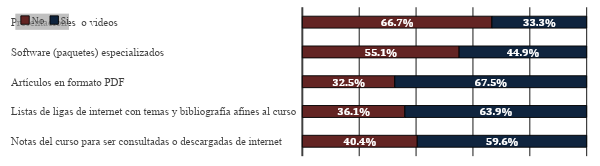 No Si
o videos
66.7% 33.3%
Software (paquetes) especializados
55.1% 44.9%
Artículos en formato PDF
32.5% 67.5%
Listas de ligas de internet con temas y bibliografía afines al curso
36.1% 63.9%
Notas del curso para ser consultadas o descargadas de internet
40.4% 59.6%